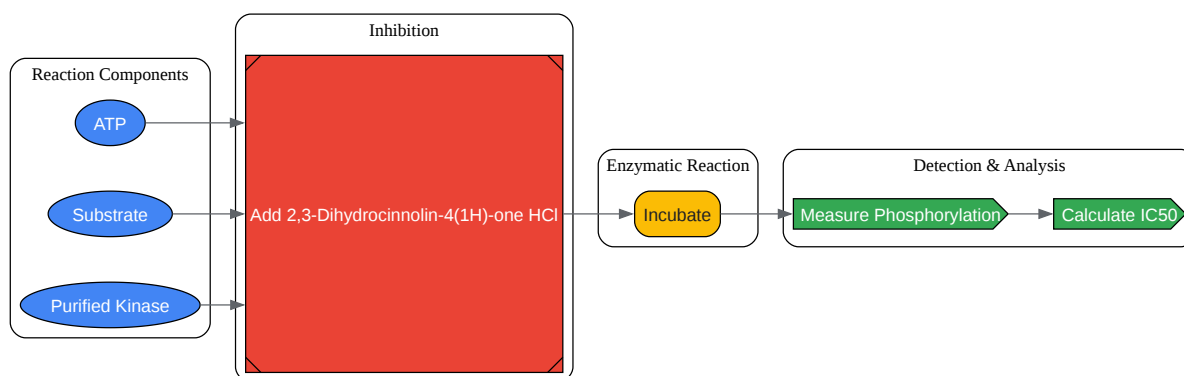 Reaction Components
ATP
Substrate
Purified Kinase
Inhibition
Add 2,3-Dihydrocinnolin-4(1H)-one HCl
Enzymatic Reaction
Incubate
Detection & Analysis
Measure Phosphorylation
Calculate IC50